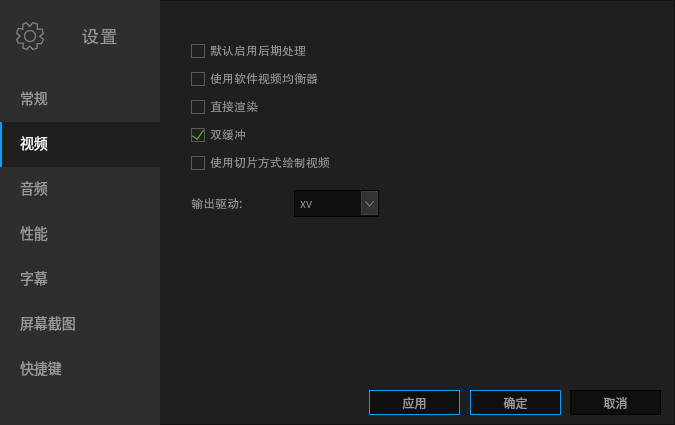 设置
常规
视频
音频
性能
字幕
屏幕截图
快捷键
默认启用后期处理
使用软件视频均衡器
直接渲染
双缓冲
使用切片方式绘制视频
输出驱动: xv
应用 确定 取消